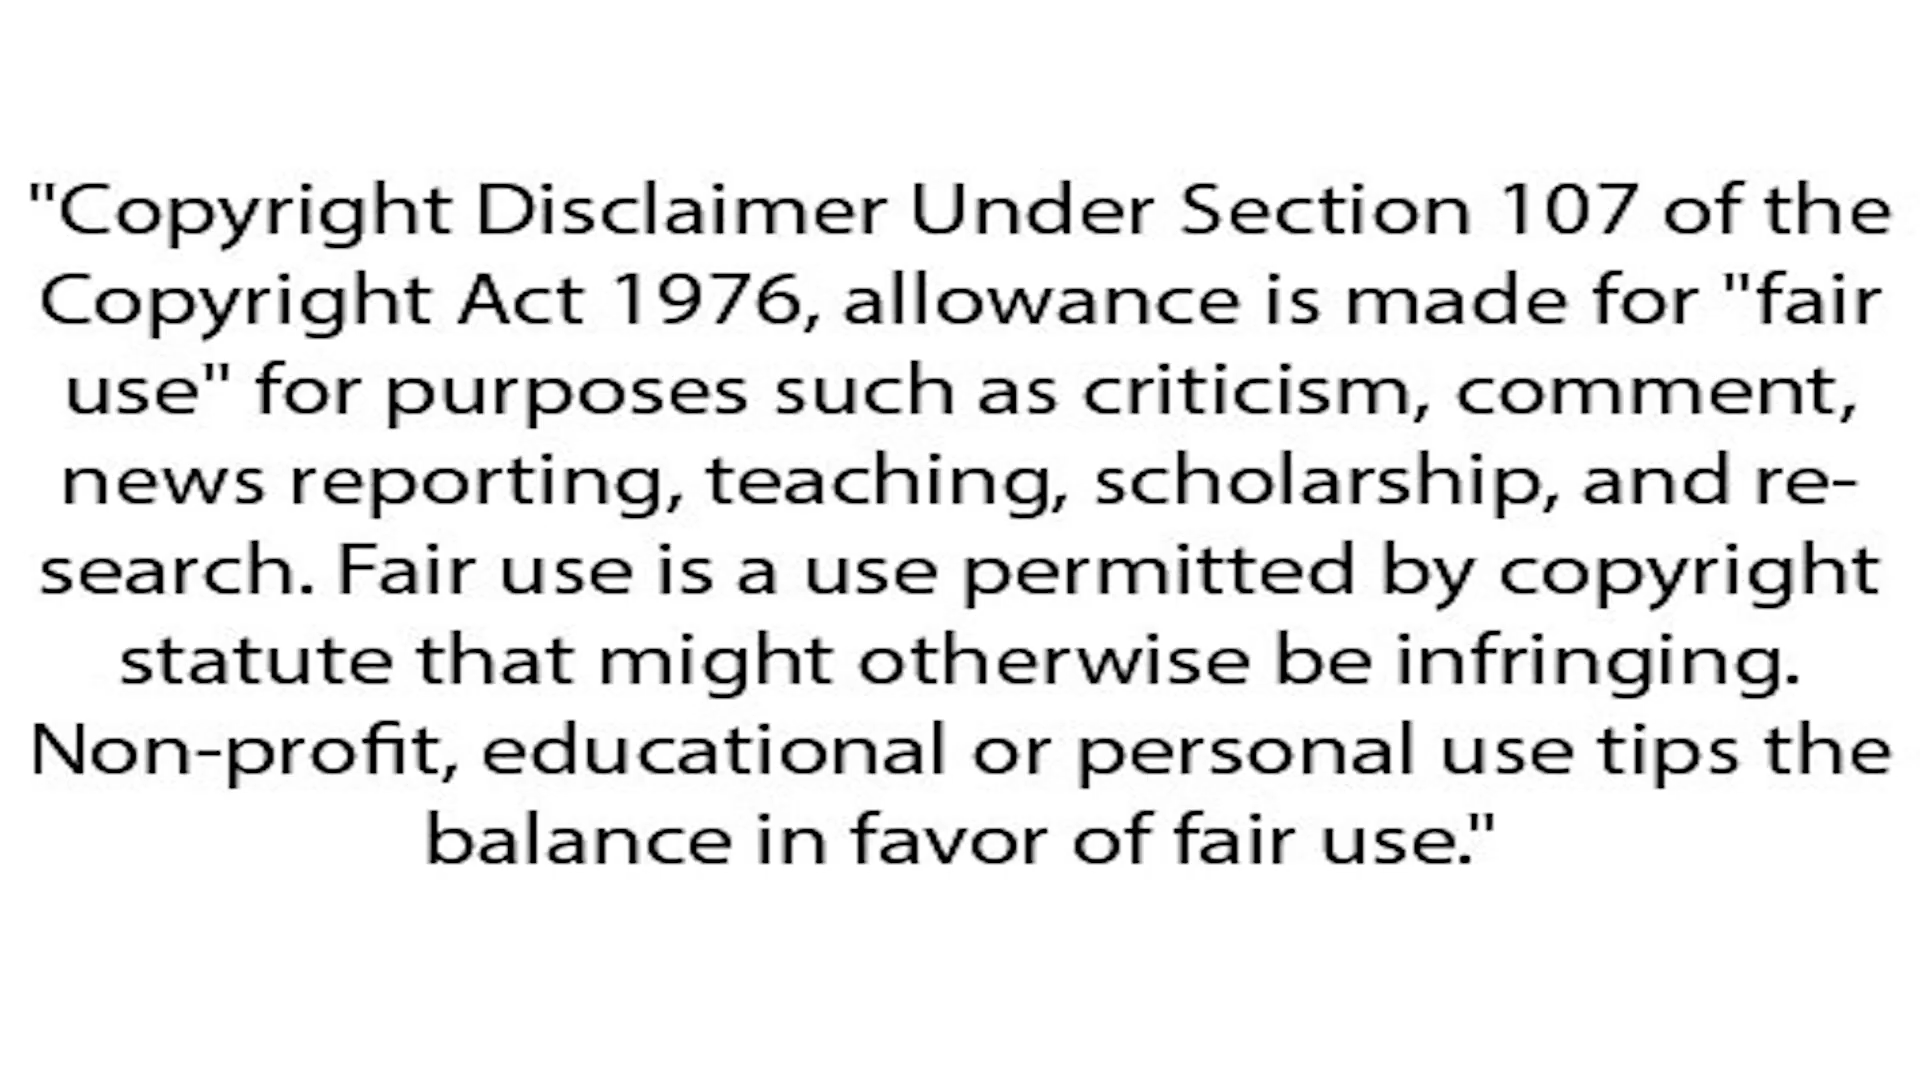 "Copyright Disclaimer Under Section 107 of the
Copyright Act 1976, allowance is made for "fair
use" for purposes such as criticism, comment,
news reporting, teaching, scholarship, and re-
search. Fair use is a use permitted by copyright
statute that might otherwise be infringing.
Non-profit, educational or personal use tips the
balance in favor of fair use."